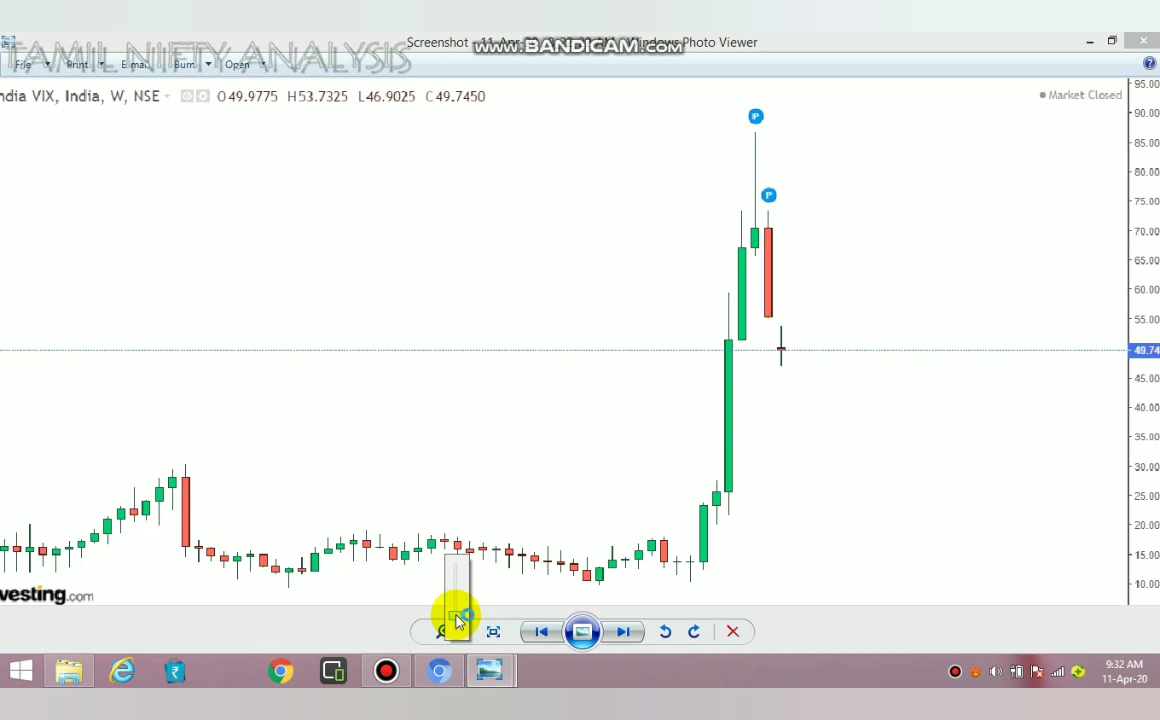 TAMIL NIFTY ANALYSIS
Screenshot
www.BANDICAM.com
Windows Photo Viewer
File Print E-mail Burn Open
ndia VIX, India, W, NSE O49.9775 H53.7325 L46.9025 C49.7450
Market Closed
95.00
90.00
85.00
80.00
75.00
70.00
65.00
60.00
55.00
49.74
45.00
40.00
35.00
30.00
25.00
20.00
15.00
10.00
P
P
vesting.com
9:32 AM
11-Apr-20